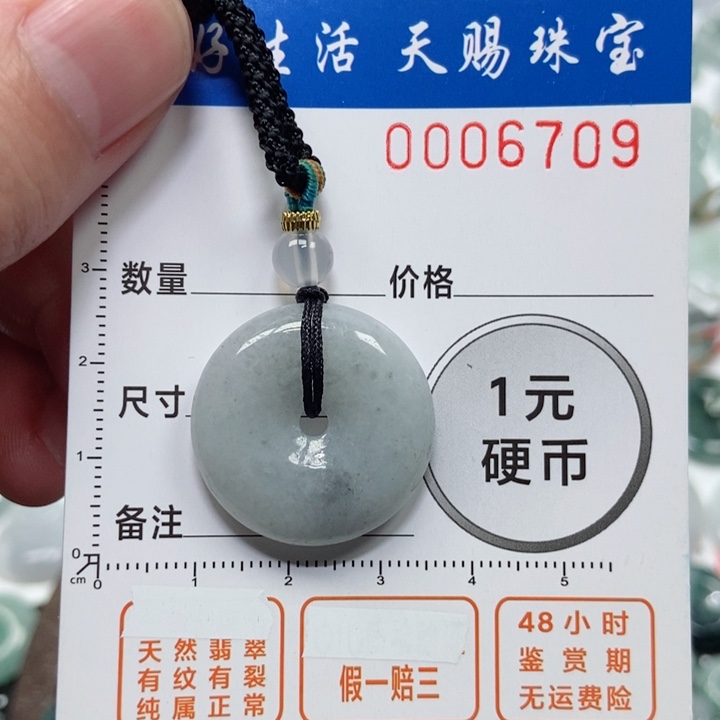 好生活 天赐珠宝
0006709
数量 价格
尺寸
1元
硬币
备注
3
2
1
0
cm 0 1 2 3 4 5
天然翡翠
有纹有裂
纯属正常
假一赔三
48小时
鉴赏期
无运费险